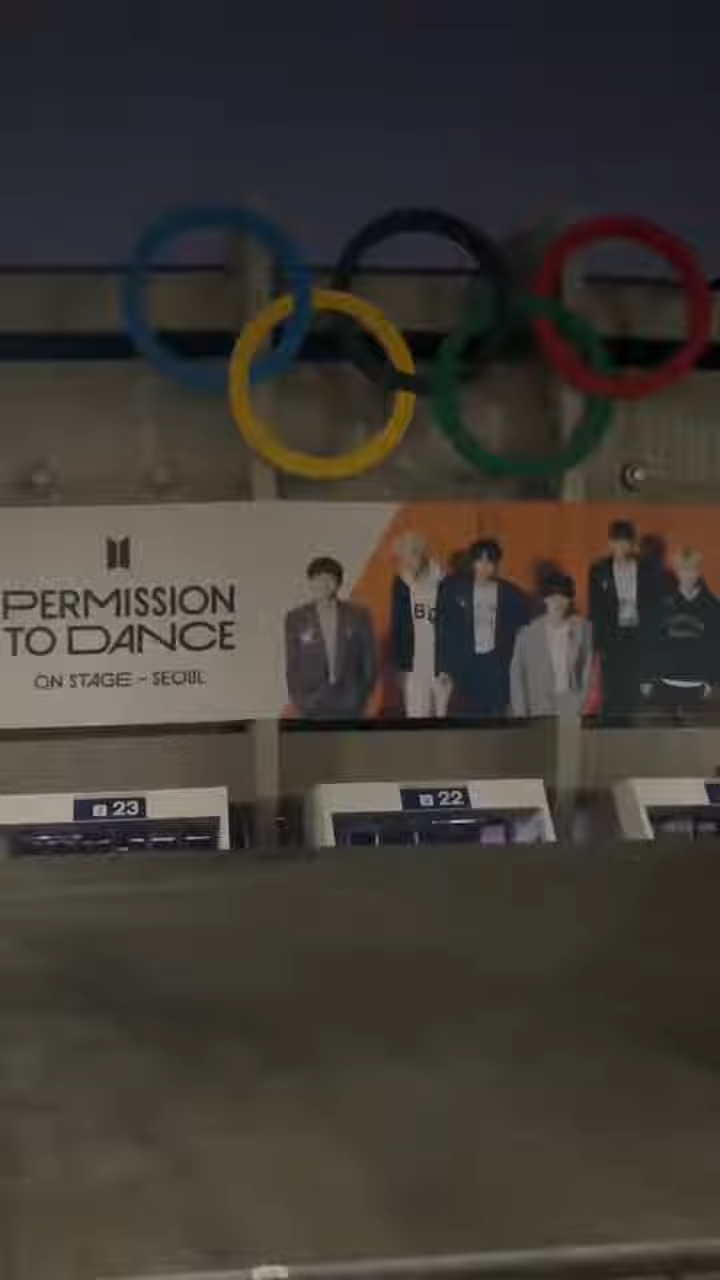 PERMISSION
TO DANCE
ON STAGE - SEOUL
23
22